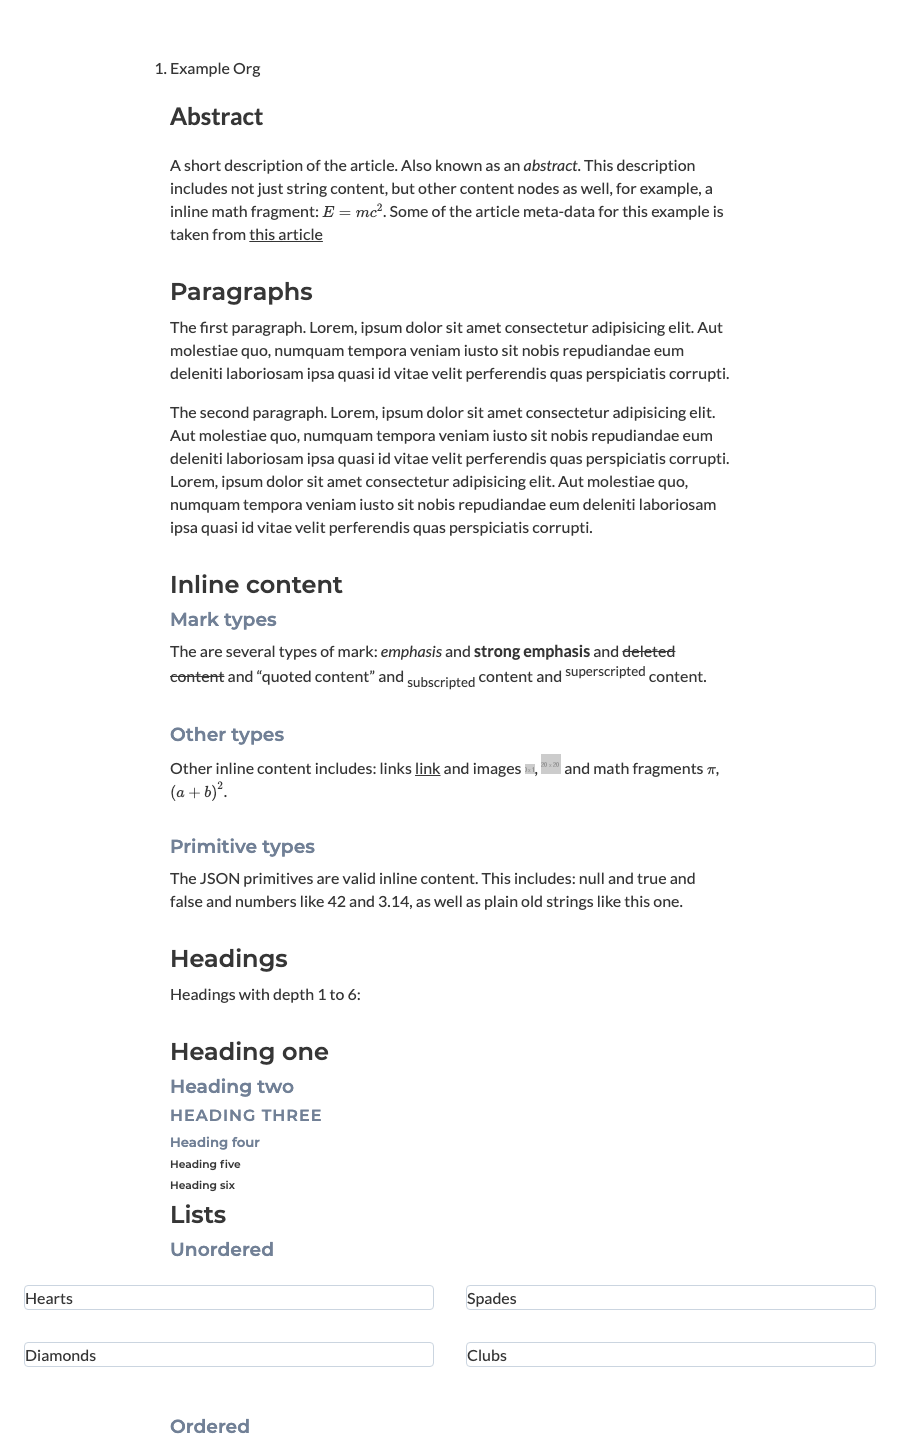 1. Example Org
Abstract
A short description of the article. Also known as an abstract. This description
includes not just string content, but other content nodes as well, for example, a
inline math fragment: E = mc². Some of the article meta-data for this example is
taken from this article
Paragraphs
The first paragraph. Lorem, ipsum dolor sit amet consectetur adipisicing elit. Aut
molestiae quo, numquam tempora veniam iusto sit nobis repudiandae eum
deleniti laboriosam ipsa quasi id vitae velit perferendis quas perspiciatis corrupti.
The second paragraph. Lorem, ipsum dolor sit amet consectetur adipisicing elit.
Aut molestiae quo, numquam tempora veniam iusto sit nobis repudiandae eum
deleniti laboriosam ipsa quasi id vitae velit perferendis quas perspiciatis corrupti.
Lorem, ipsum dolor sit amet consectetur adipisicing elit. Aut molestiae quo,
numquam tempora veniam iusto sit nobis repudiandae eum deleniti laboriosam
ipsa quasi id vitae velit perferendis quas perspiciatis corrupti.
Inline content
Mark types
The are several types of mark: emphasis and strong emphasis and deleted
content and “quoted content” and subscripted content and superscripted content.
Other types
Other inline content includes: links link and images , 20 x 20 and math fragments π,
(a + b)².
Primitive types
The JSON primitives are valid inline content. This includes: null and true and
false and numbers like 42 and 3.14, as well as plain old strings like this one.
Headings
Headings with depth 1 to 6:
Heading one
Heading two
HEADING THREE
Heading four
Heading five
Heading six
Lists
Unordered
Hearts
Spades
Diamonds
Clubs
Ordered